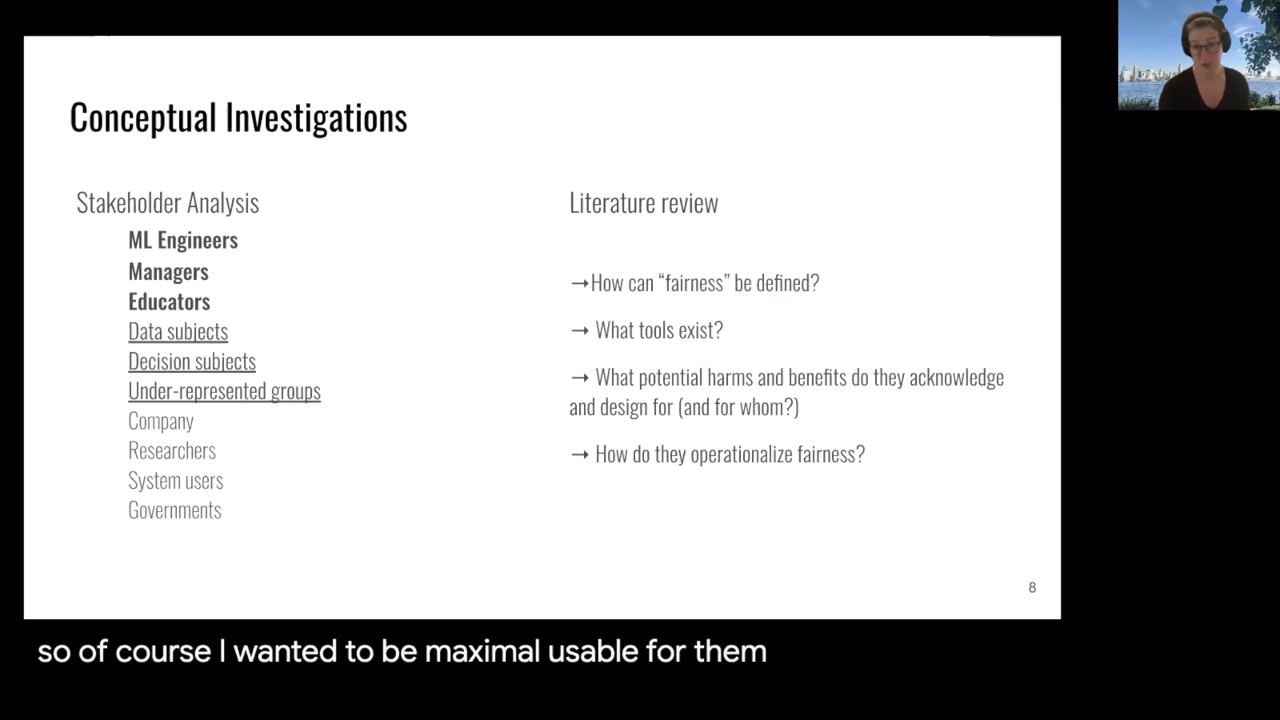 Conceptual Investigations
Stakeholder Analysis
ML Engineers
Managers
Educators
Data subjects
Decision subjects
Under-represented groups
Company
Researchers
System users
Governments
Literature review
→How can “fairness” be defined?
→ What tools exist?
→ What potential harms and benefits do they acknowledge
and design for (and for whom?)
→ How do they operationalize fairness?
8
so of course I wanted to be maximal usable for them